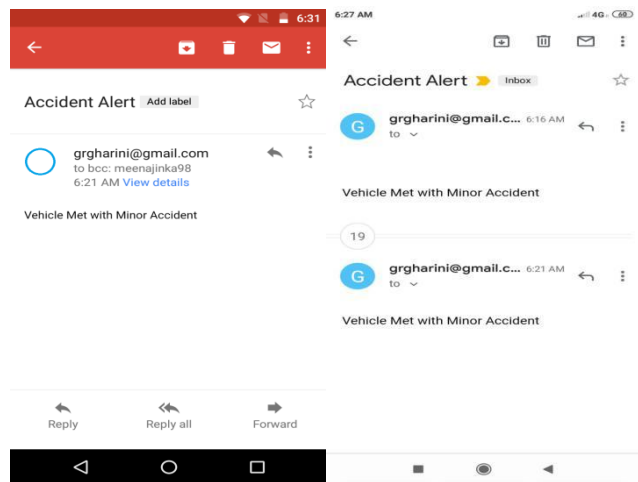 6:31
Accident Alert Add label
grgharini@gmail.com
to bcc: meenajinka98
6:21 AM View details
Vehicle Met with Minor Accident
Reply Reply all Forward
6:27 AM 4G 60
Accident Alert Inbox
G grgharini@gmail.c... 6:16 AM
to
Vehicle Met with Minor Accident
19
G grgharini@gmail.c... 6:21 AM
to
Vehicle Met with Minor Accident